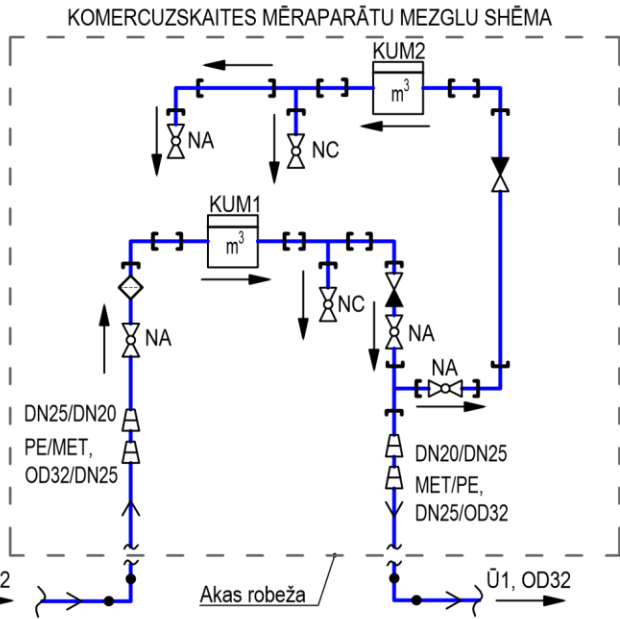 KOMERCUZSKAITES MĒRAPARĀTU MEZGLU SHĒMA
KUM2
m³
NA
NC
KUM1
m³
NC
NA
NA
NA
DN25/DN20
PE/MET,
OD32/DN25
DN20/DN25
MET/PE,
DN25/OD32
2
Akas robeža
Ū1, OD32